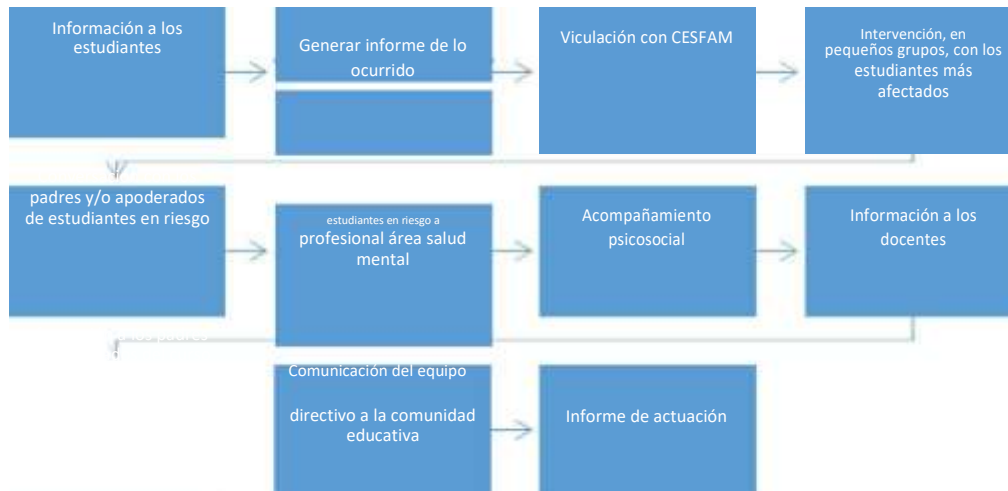 Información a los
estudiantes
Generar informe de lo
ocurrido
Viculación con CESFAM
Intervención, en
pequeños grupos, con los
estudiantes más
afectados
padres y/o apoderados
de estudiantes en riesgo
estudiantes en riesgo a
profesional área salud
mental
Acompañamiento
psicosocial
Información a los
docentes
a los padres
Comunicación del equipo
directivo a la comunidad
educativa
Informe de actuación